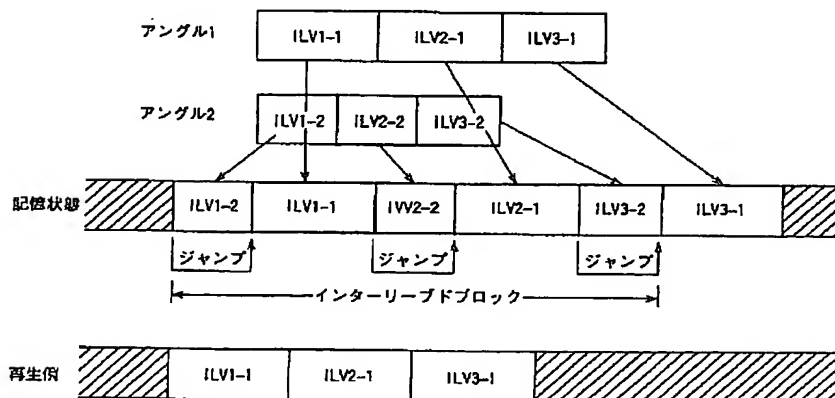 アングル1 ILV1-1 ILV2-1 ILV3-1
アングル2 ILV1-2 ILV2-2 ILV3-2
記憶状態 ILV1-2 ILV1-1 IVV2-2 ILV2-1 ILV3-2 ILV3-1
ジャンプ ジャンプ ジャンプ
インターリーブドブロック
再生側 ILV1-1 ILV2-1 ILV3-1